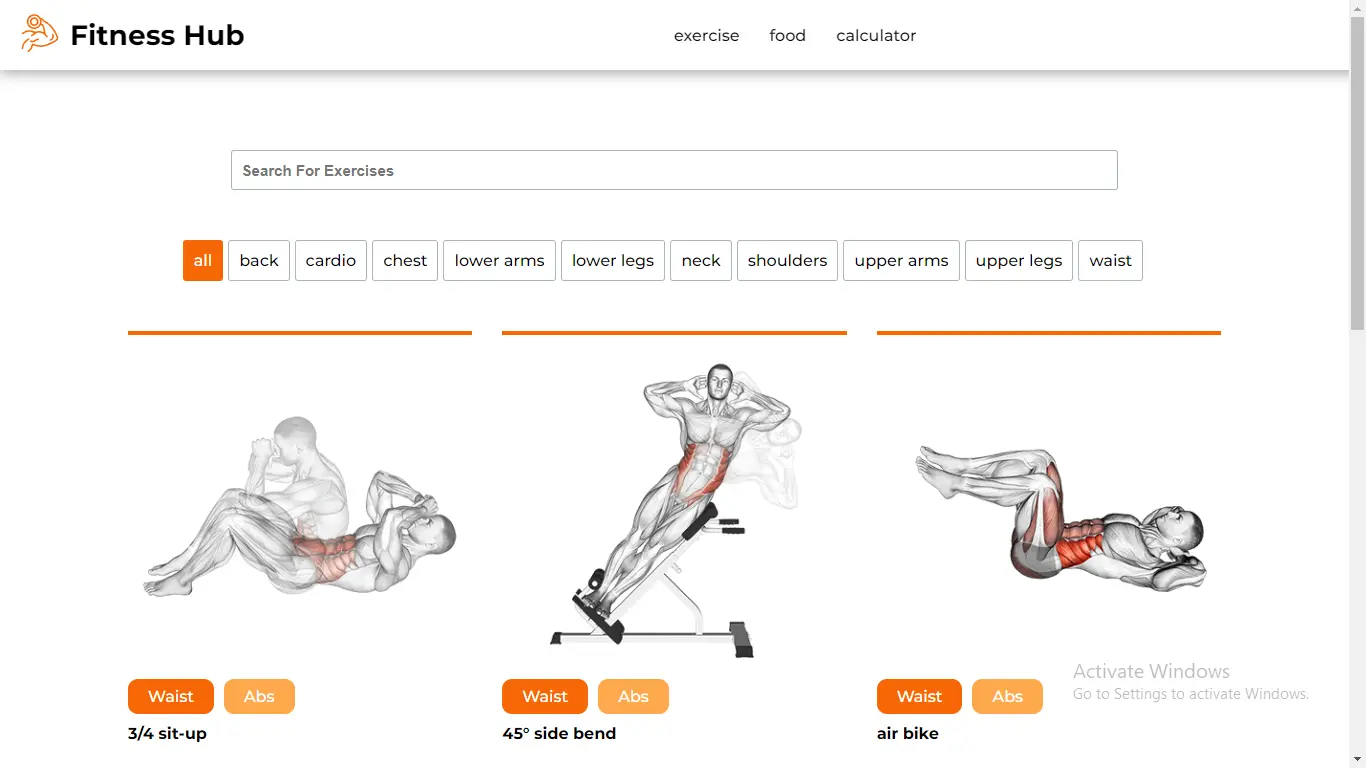 Fitness Hub
exercise food calculator
Search For Exercises
all back cardio chest lower arms lower legs neck shoulders upper arms upper legs waist
Waist Abs
3/4 sit-up
Waist Abs
45° side bend
Waist Abs
air bike
Activate Windows
Go to Settings to activate Windows.